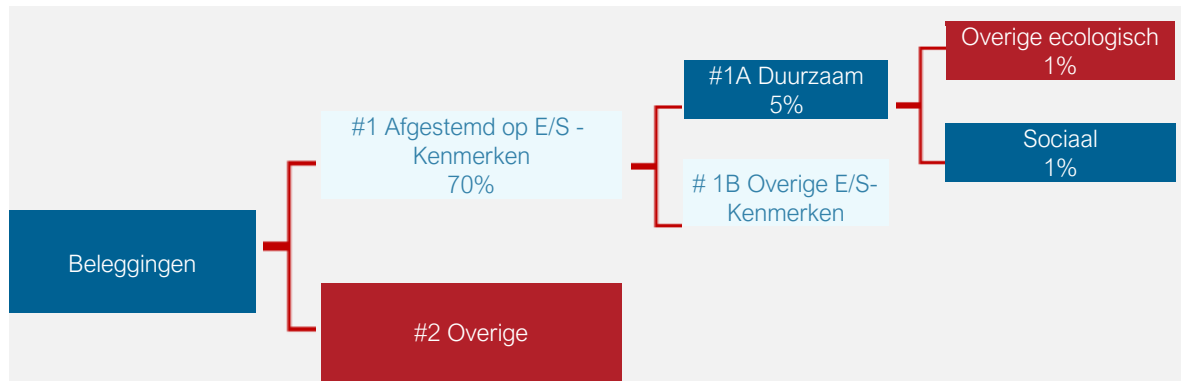 Beleggingen
#1 Afgestemd op E/S -
Kenmerken
70%
#2 Overige
#1A Duurzaam
5%
# 1B Overige E/S-
Kenmerken
Overige ecologisch
1%
Sociaal
1%